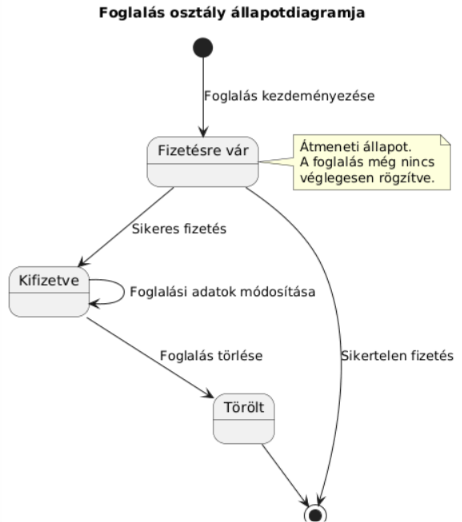 Foglalás osztály állapotdiagramja
Foglalás kezdeményezése
Fizetésre vár
Átmeneti állapot.
A foglalás még nincs
véglegesen rögzítve.
Sikeres fizetés
Kifizetve
Foglalási adatok módosítása
Foglalás törlése
Sikertelen fizetés
Törölt